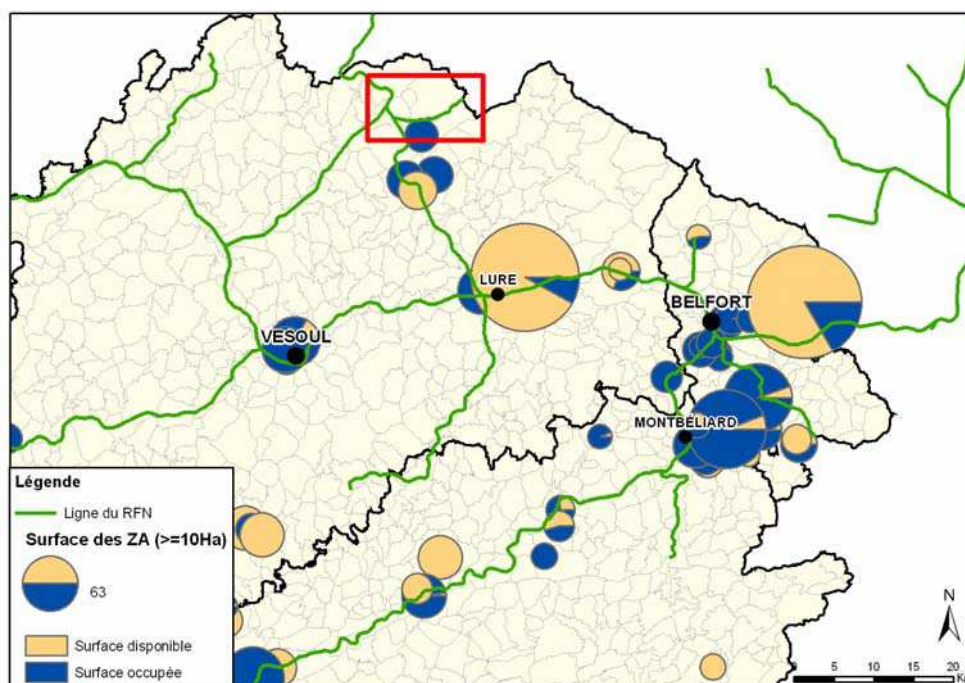 LURE
BELFORT
VESOUL
MONTBÉLIARD
Légende
Ligne du RFN
Surface des ZA (>=10Ha)
63
Surface disponible
Surface occupée
N
0 5 10 15 20